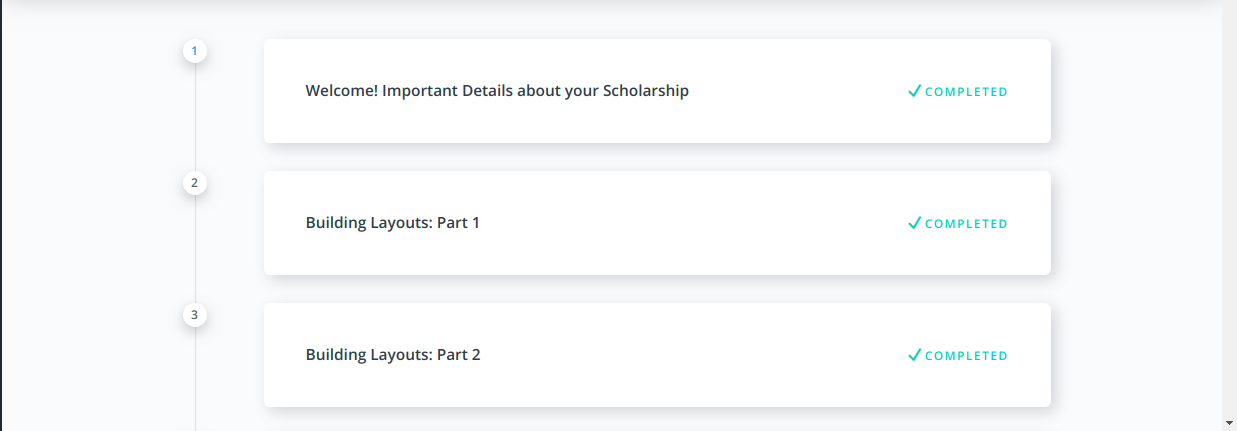 1
Welcome! Important Details about your Scholarship
COMPLETED
2
Building Layouts: Part 1
COMPLETED
3
Building Layouts: Part 2
COMPLETED